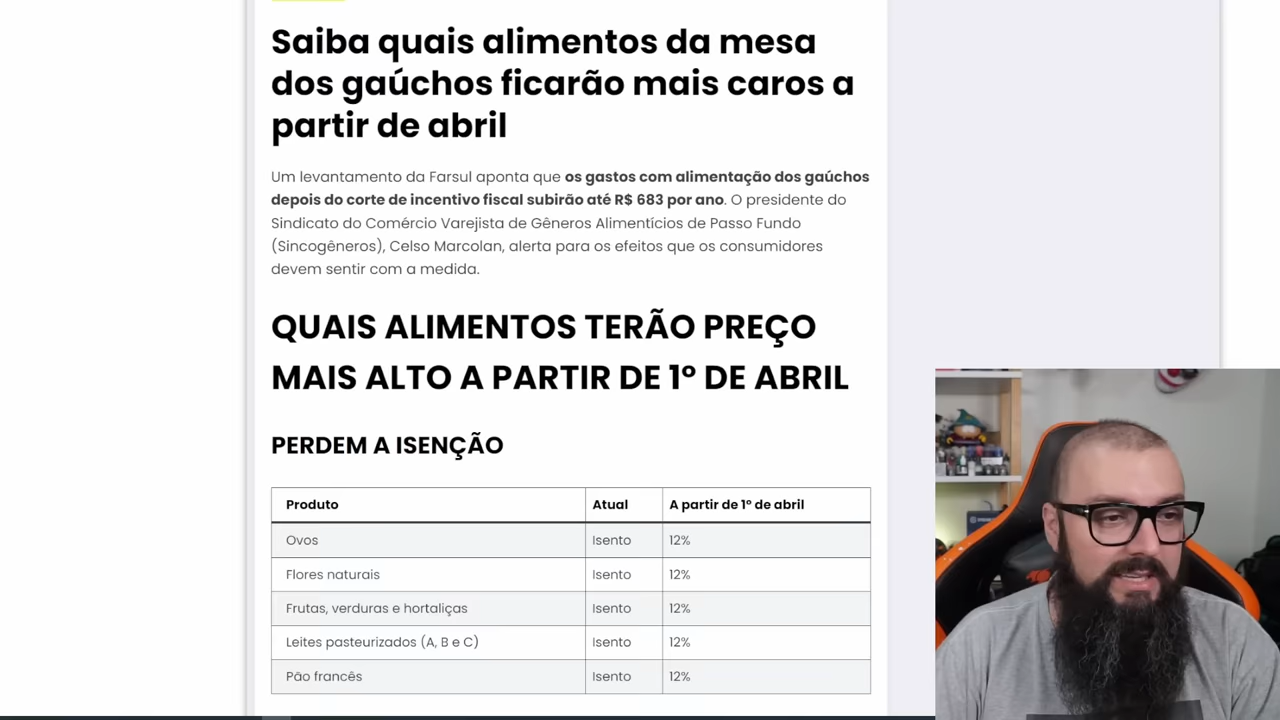 Saiba quais alimentos da mesa
dos gaúchos ficarão mais caros a
partir de abril
Um levantamento da Farsul aponta que os gastos com alimentação dos gaúchos
depois do corte de incentivo fiscal subirão até R$ 683 por ano. O presidente do
Sindicato do Comércio Varejista de Gêneros Alimentícios de Passo Fundo
(Sincogêneros), Celso Marcolan, alerta para os efeitos que os consumidores
devem sentir com a medida.
QUAIS ALIMENTOS TERÃO PREÇO
MAIS ALTO A PARTIR DE 1º DE ABRIL
PERDEM A ISENÇÃO
Produto Atual A partir de 1º de abril
Ovos Isento 12%
Flores naturais Isento 12%
Frutas, verduras e hortaliças Isento 12%
Leites pasteurizados (A, B e C) Isento 12%
Pão francês Isento 12%